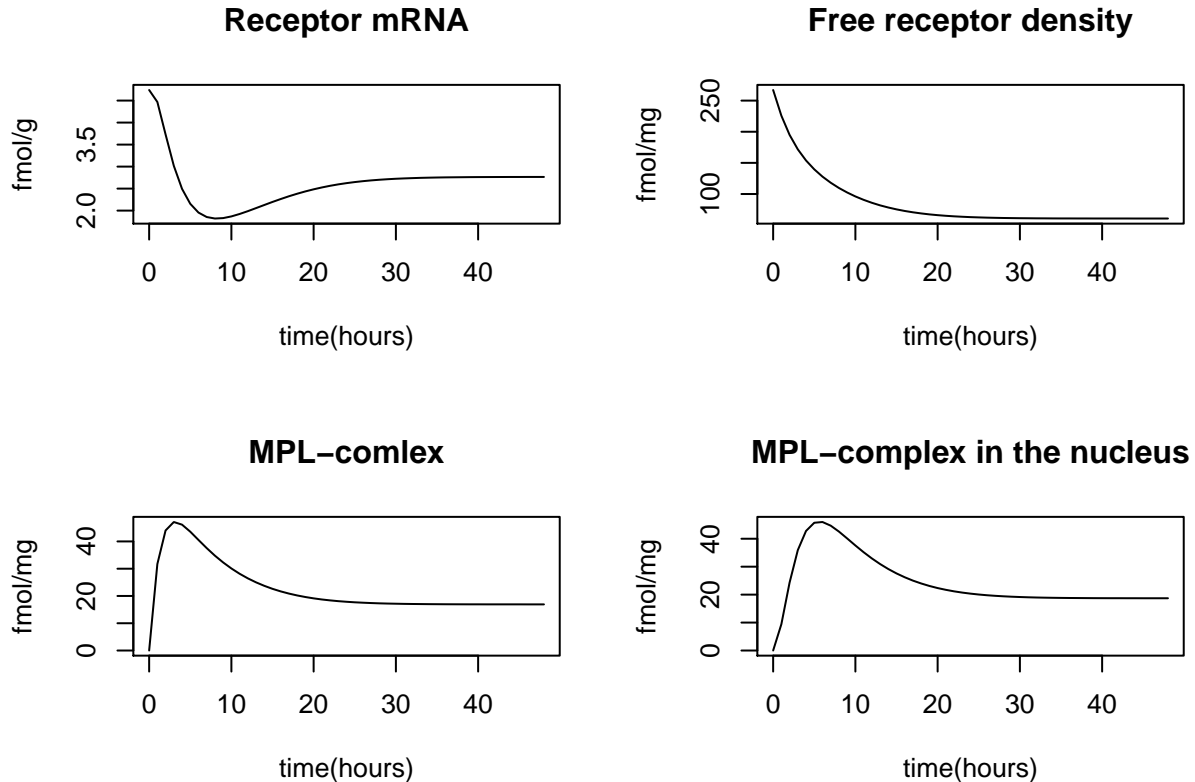 Receptor mRNA
fmol/g
2.0 3.5
0 10 20 30 40
time(hours)
Free receptor density
fmol/mg
100 250
0 10 20 30 40
time(hours)
MPL−comlex
fmol/mg
0 20 40
0 10 20 30 40
time(hours)
MPL−complex in the nucleus
fmol/mg
0 20 40
0 10 20 30 40
time(hours)